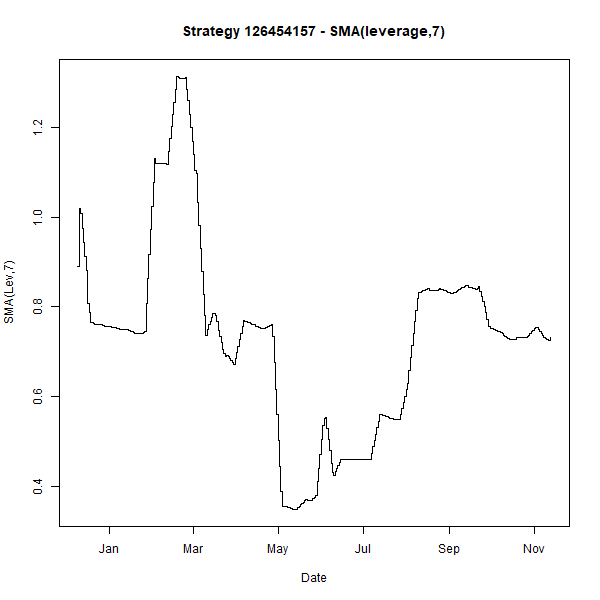 Strategy 126454157 - SMA(leverage,7)
SMA(Lev,7)
1.2
1.0
0.8
0.6
0.4
Jan Mar May Jul Sep Nov
Date